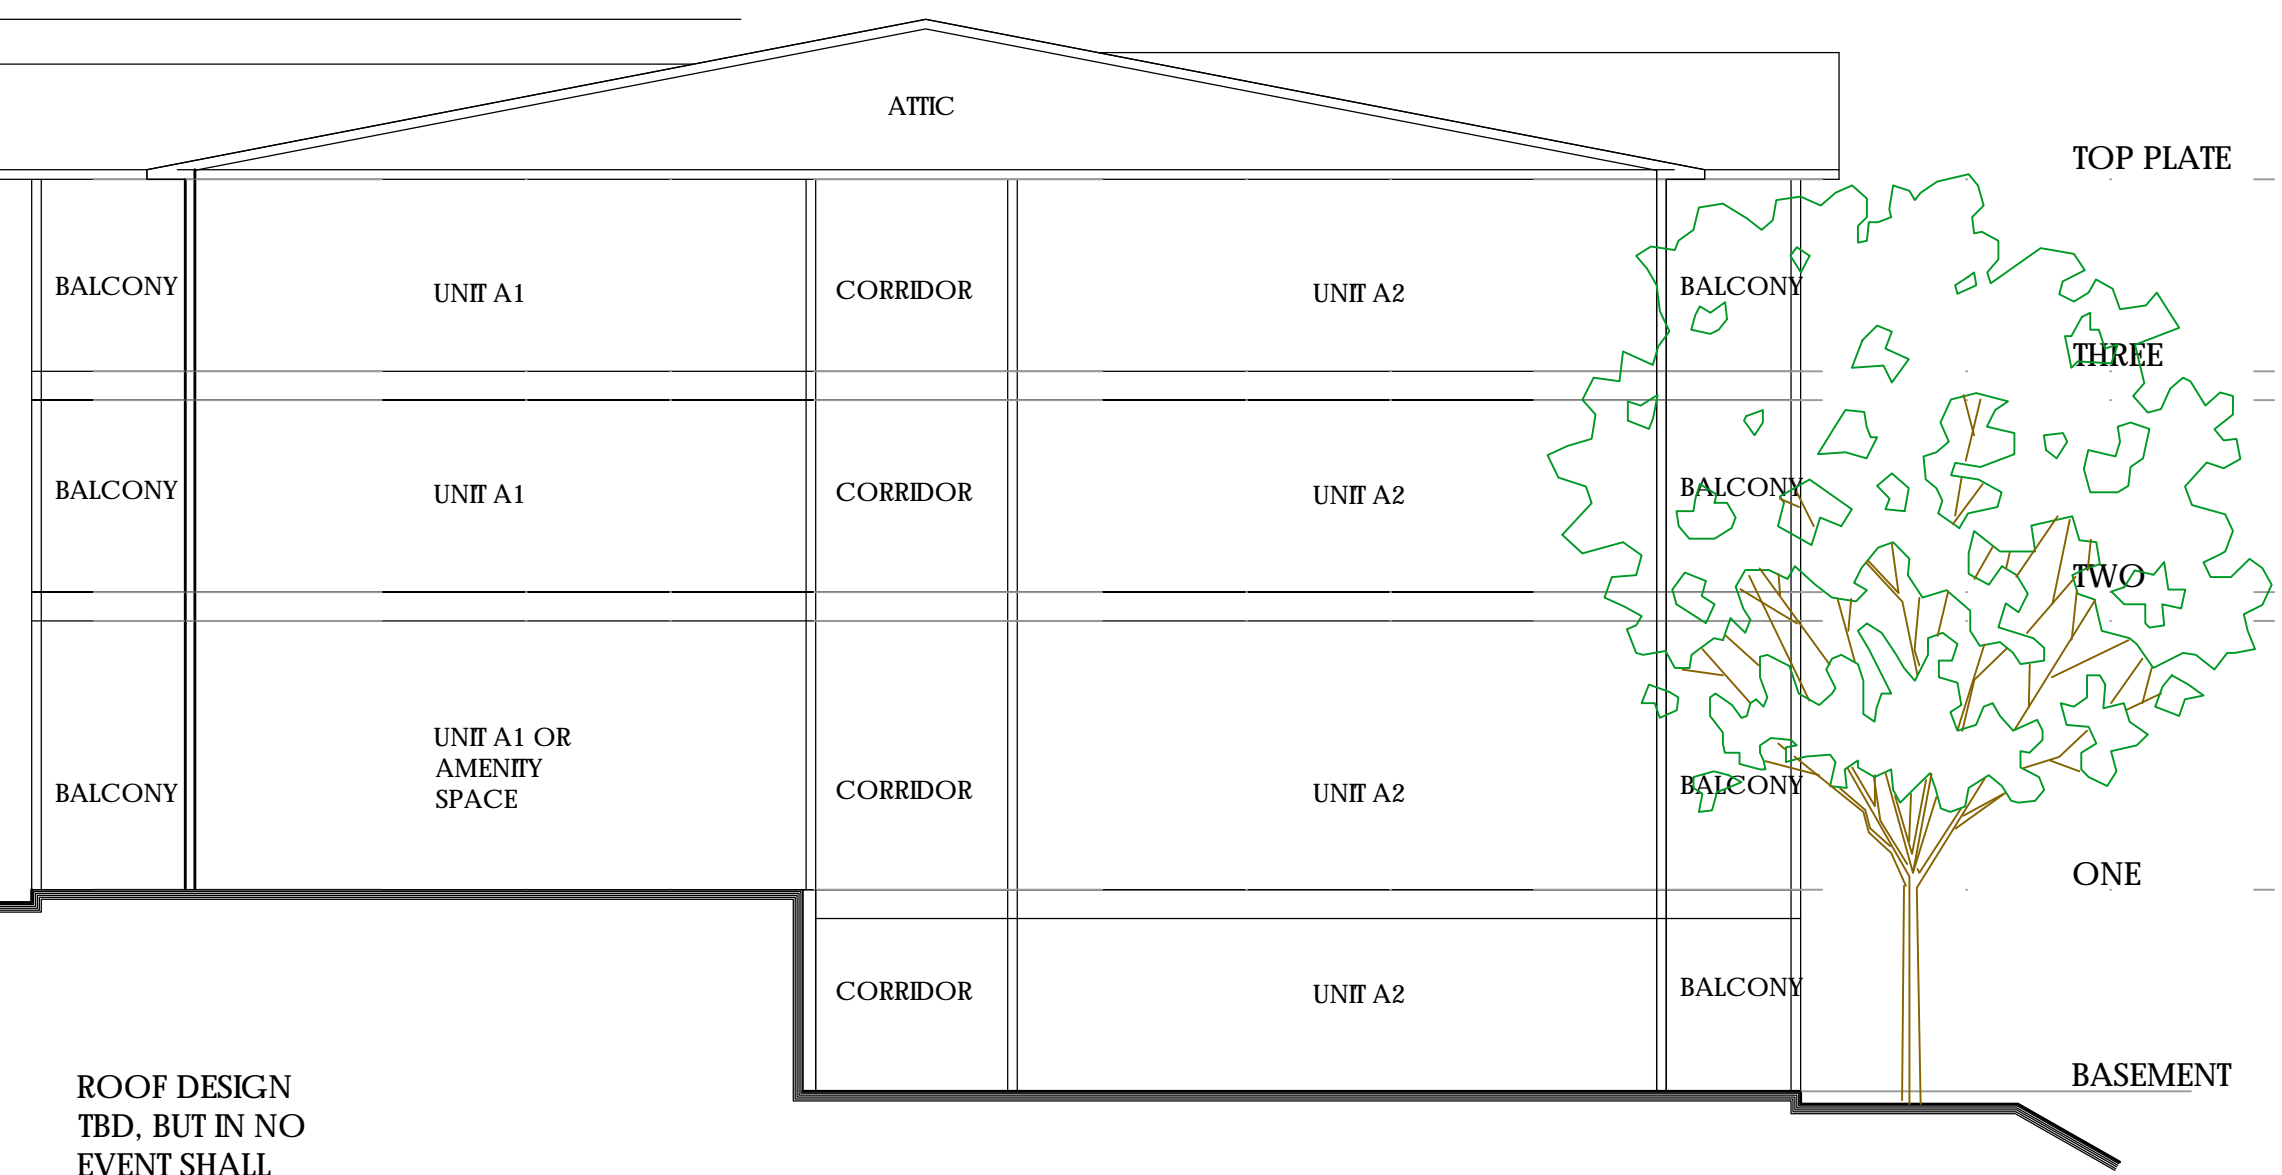 ATTIC
TOP PLATE
BALCONY
UNIT A1
CORRIDOR
UNIT A2
BALCONY
THREE
BALCONY
UNIT A1
CORRIDOR
UNIT A2
BALCONY
TWO
BALCONY
UNIT A1 OR
AMENITY
SPACE
CORRIDOR
UNIT A2
BALCONY
ONE
CORRIDOR
UNIT A2
BALCONY
BASEMENT
ROOF DESIGN
TBD, BUT IN NO
EVENT SHALL